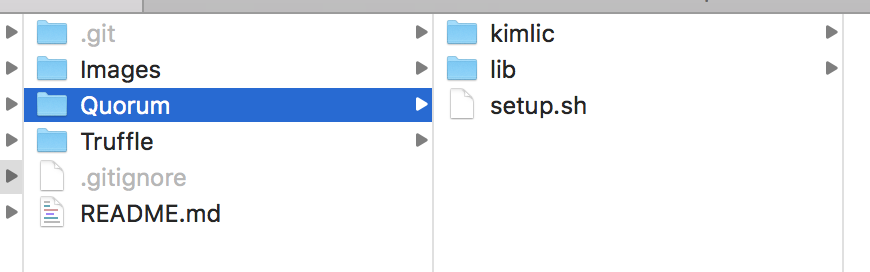 .git
Images
Quorum
Truffle
.gitignore
README.md
kimlic
lib
setup.sh